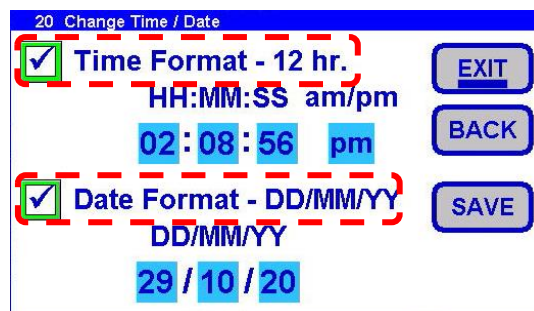 20 Change Time / Date
Time Format - 12 hr.
HH:MM:SS am/pm
02 : 08 : 56 pm
Date Format - DD/MM/YY
DD/MM/YY
29 / 10 / 20
EXIT
BACK
SAVE